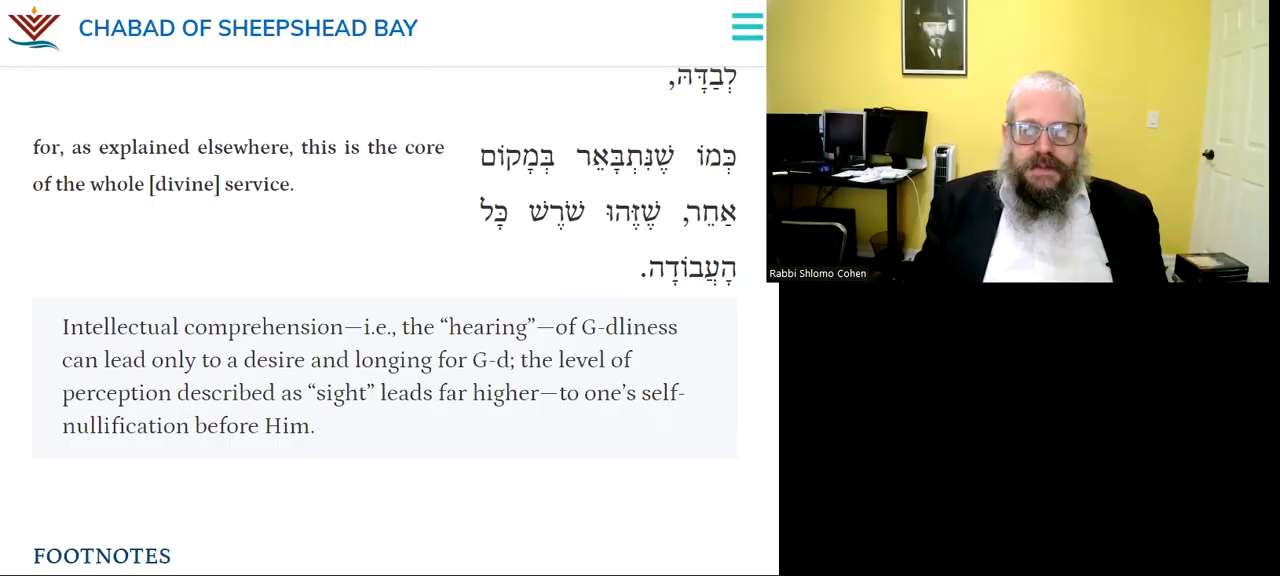 CHABAD OF SHEEPSHEAD BAY
לְבַדָּהּ,
for, as explained elsewhere, this is the core
of the whole [divine] service.
כְּמוֹ שֶׁנִּתְבָּאֵר בְּמָקוֹם
אַחֵר, שֶׁזֶּהוּ שֹׁרֶשׁ כָּל
הָעֲבוֹדָה.
Intellectual comprehension—i.e., the “hearing”—of G-dliness
can lead only to a desire and longing for G-d; the level of
perception described as “sight” leads far higher—to one’s self-
nullification before Him.
FOOTNOTES
Rabbi Shlomo Cohen